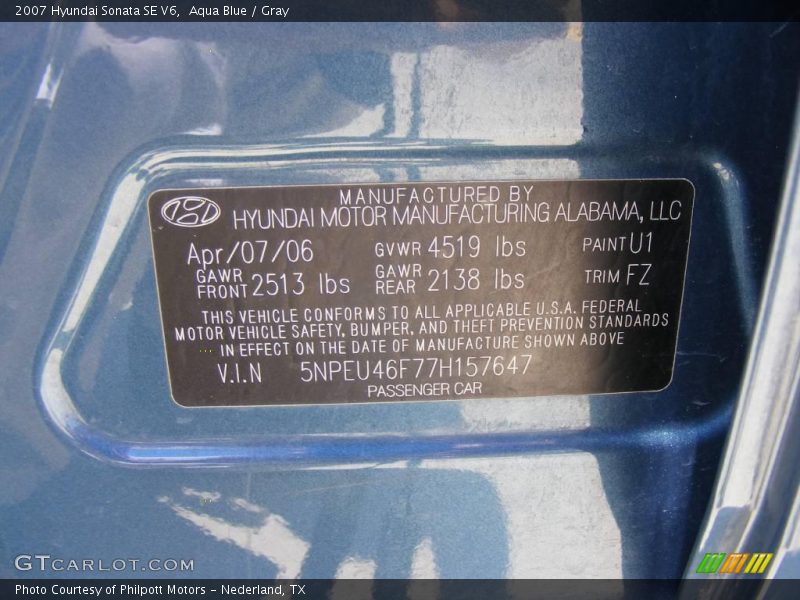 2007 Hyundai Sonata SE V6,  Aqua Blue / Gray
MANUFACTURED BY
HYUNDAI MOTOR MANUFACTURING ALABAMA, LLC
Apr/07/06 GVWR 4519 lbs PAINT U1
GAWR FRONT 2513 lbs GAWR REAR 2138 lbs TRIM FZ
THIS VEHICLE CONFORMS TO ALL APPLICABLE U.S.A. FEDERAL
MOTOR VEHICLE SAFETY, BUMPER, AND THEFT PREVENTION STANDARDS
IN EFFECT ON THE DATE OF MANUFACTURE SHOWN ABOVE
V.I.N 5NPEU46F77H157647
PASSENGER CAR
GTCARLOT.COM
Photo Courtesy of Philpott Motors - Nederland, TX